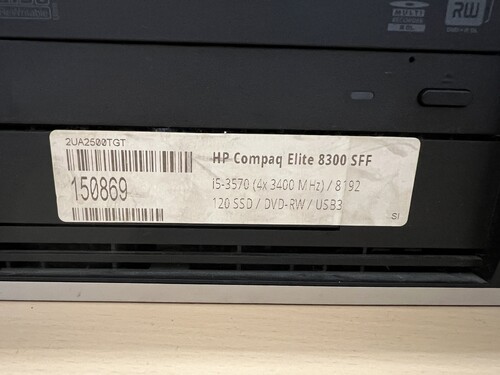 MULTI
RW
2UA2500TGT
150869
HP Compaq Elite 8300 SFF
i5-3570 (4x 3400 MHz) / 8192
120 SSD / DVD-RW / USB3
SI